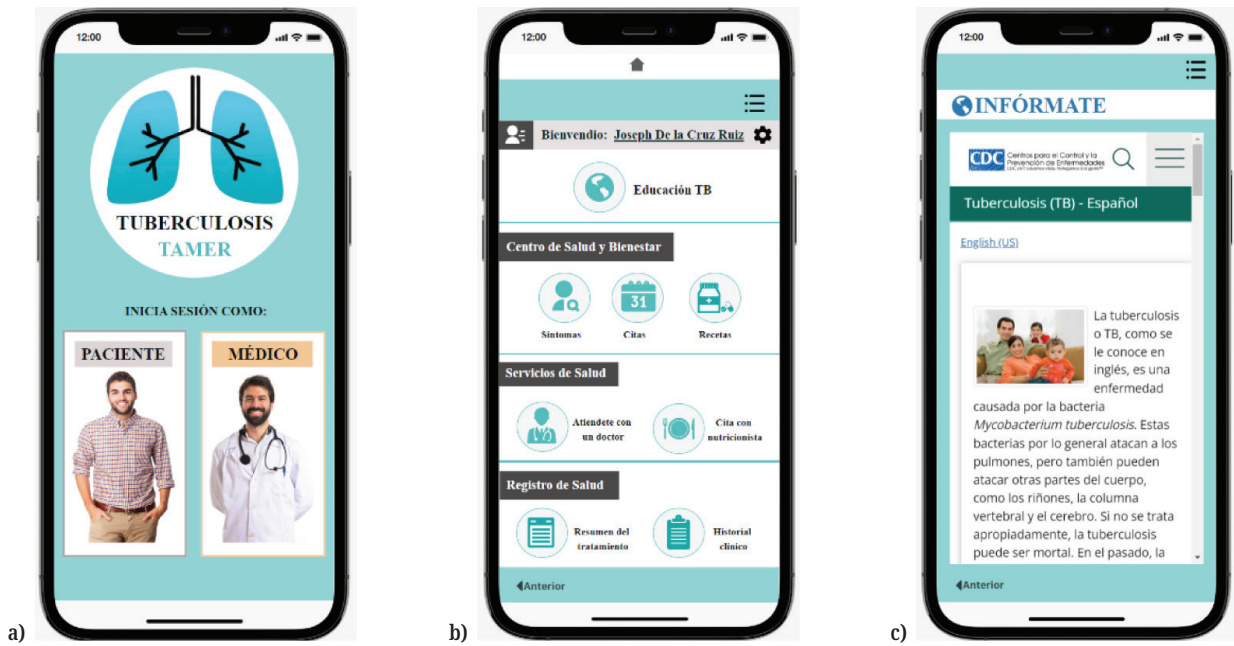 12:00
TUBERCULOSIS
TAMER
INICIA SESIÓN COMO:
PACIENTE
MÉDICO
a)
12:00
Bienvendio: Joseph De la Cruz Ruiz
Educación TB
Centro de Salud y Bienestar
31
Síntomas
Citas
Recetas
Servicios de Salud
Atiendete con
un doctor
Cita con
nutricionista
Registro de Salud
Resumen del
tratamiento
Historial
clínico
Anterior
b)
12:00
INFÓRMATE
CDC
Centros para el Control y la
Prevención de Enfermedades
Tuberculosis (TB) - Español
English (US)
La tuberculosis
o TB, como se
le conoce en
inglés, es una
enfermedad
causada por la bacteria
Mycobacterium tuberculosis. Estas
bacterias por lo general atacan a los
pulmones, pero también pueden
atacar otras partes del cuerpo,
como los riñones, la columna
vertebral y el cerebro. Si no se trata
apropiadamente, la tuberculosis
puede ser mortal. En el pasado, la
Anterior
c)